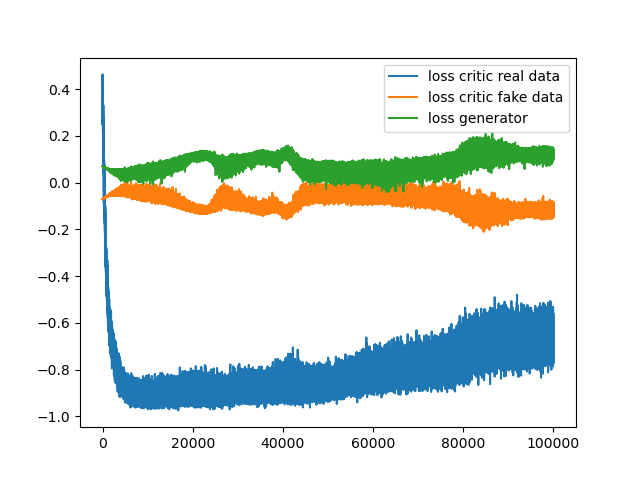 loss critic real data
loss critic fake data
loss generator
0.4
0.2
0.0
−0.2
−0.4
−0.6
−0.8
−1.0
0 20000 40000 60000 80000 100000